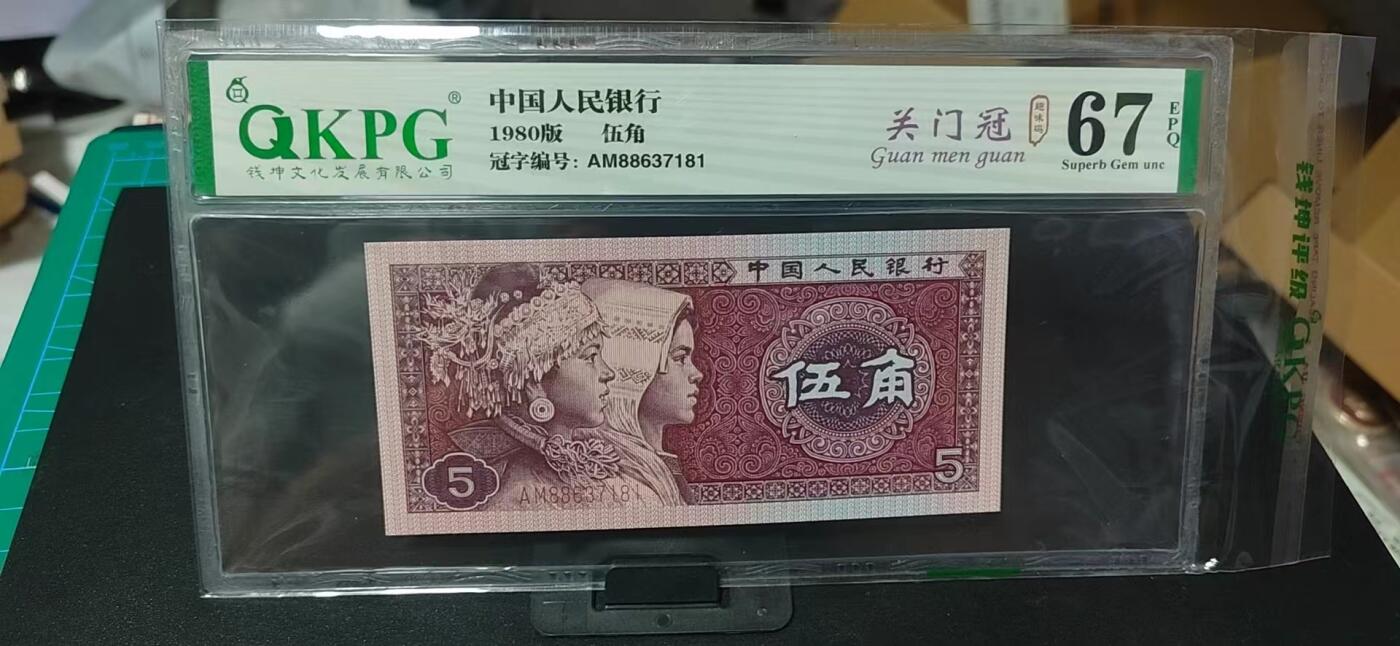 QKPG®
钱坤文化发展有限公司
中国人民银行
1980版 伍角
冠字编号: AM88637181
关门冠
Guan men guan
趣味码
67
EPQ
Superb Gem unc
中国人民银行
伍角
5
AM88637181
5
钱坤评级
QKPG